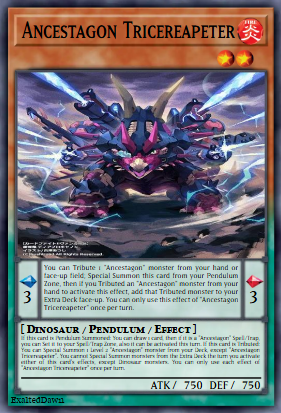 ANCESTAGON TRICEREAPETER
FIRE
炎
You can Tribute 1 "Ancestagon" monster from your hand
or face-up field; Special Summon this card from your Pendulum
Zone, then if you Tributed an "Ancestagon" monster from your
hand to activate this effect, add that Tributed monster to your
Extra Deck face-up. You can only use this effect of "Ancestagon
Tricereapeter" once per turn.
3
3
[ DINOSAUR / PENDULUM / EFFECT ]
If this card is Pendulum Summoned: You can draw 1 card, then if it is a "Ancestagon" Spell/Trap,
you can Set it to your Spell/Trap Zone, also it can be activated this turn. If this card is Tributed:
You can Special Summon 1 Level 2 "Ancestagon" monster from your Deck, except "Ancestagon
Tricereapeter". You cannot Special Summon monsters from the Extra Deck the turn you activate
either of this card's effects, except Dinosaur monsters. You can only use each effect of
"Ancestagon Tricereapeter" once per turn.
ATK / 750 DEF / 750
ExaltedDawn